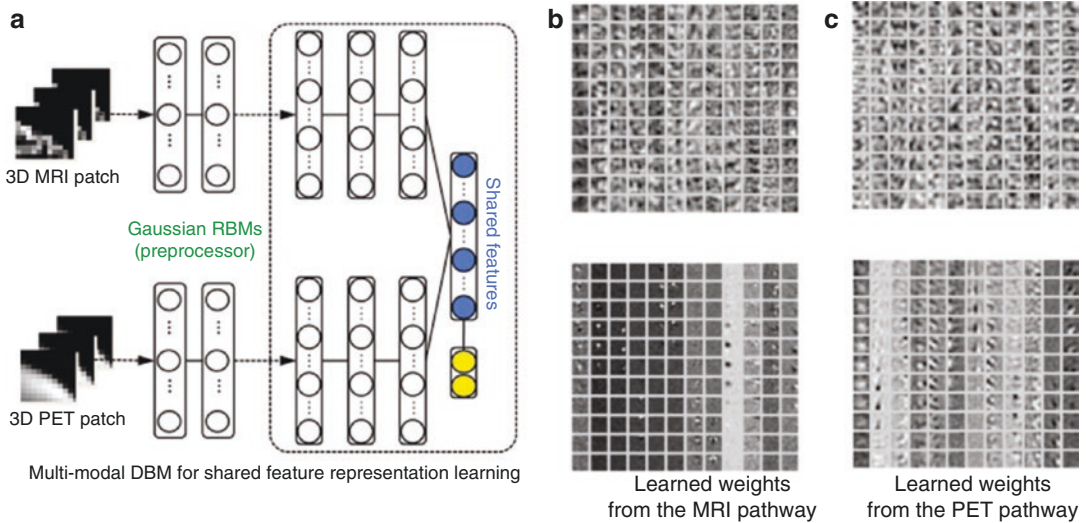 a
3D MRI patch
Gaussian RBMs
(preprocessor)
Shared features
3D PET patch
Multi-modal DBM for shared feature representation learning
b
Learned weights
from the MRI pathway
c
Learned weights
from the PET pathway